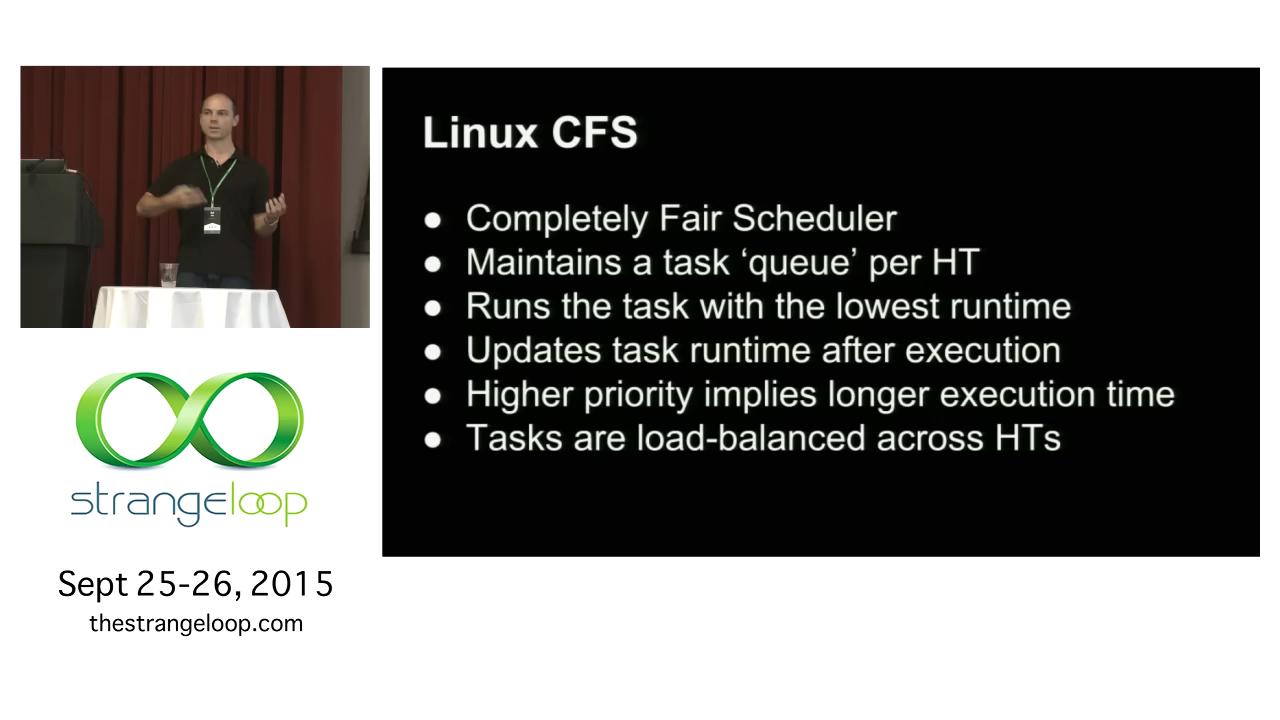 Linux CFS
● Completely Fair Scheduler
● Maintains a task ‘queue’ per HT
● Runs the task with the lowest runtime
● Updates task runtime after execution
● Higher priority implies longer execution time
● Tasks are load-balanced across HTs
strangeloop
Sept 25-26, 2015
thestrangeloop.com